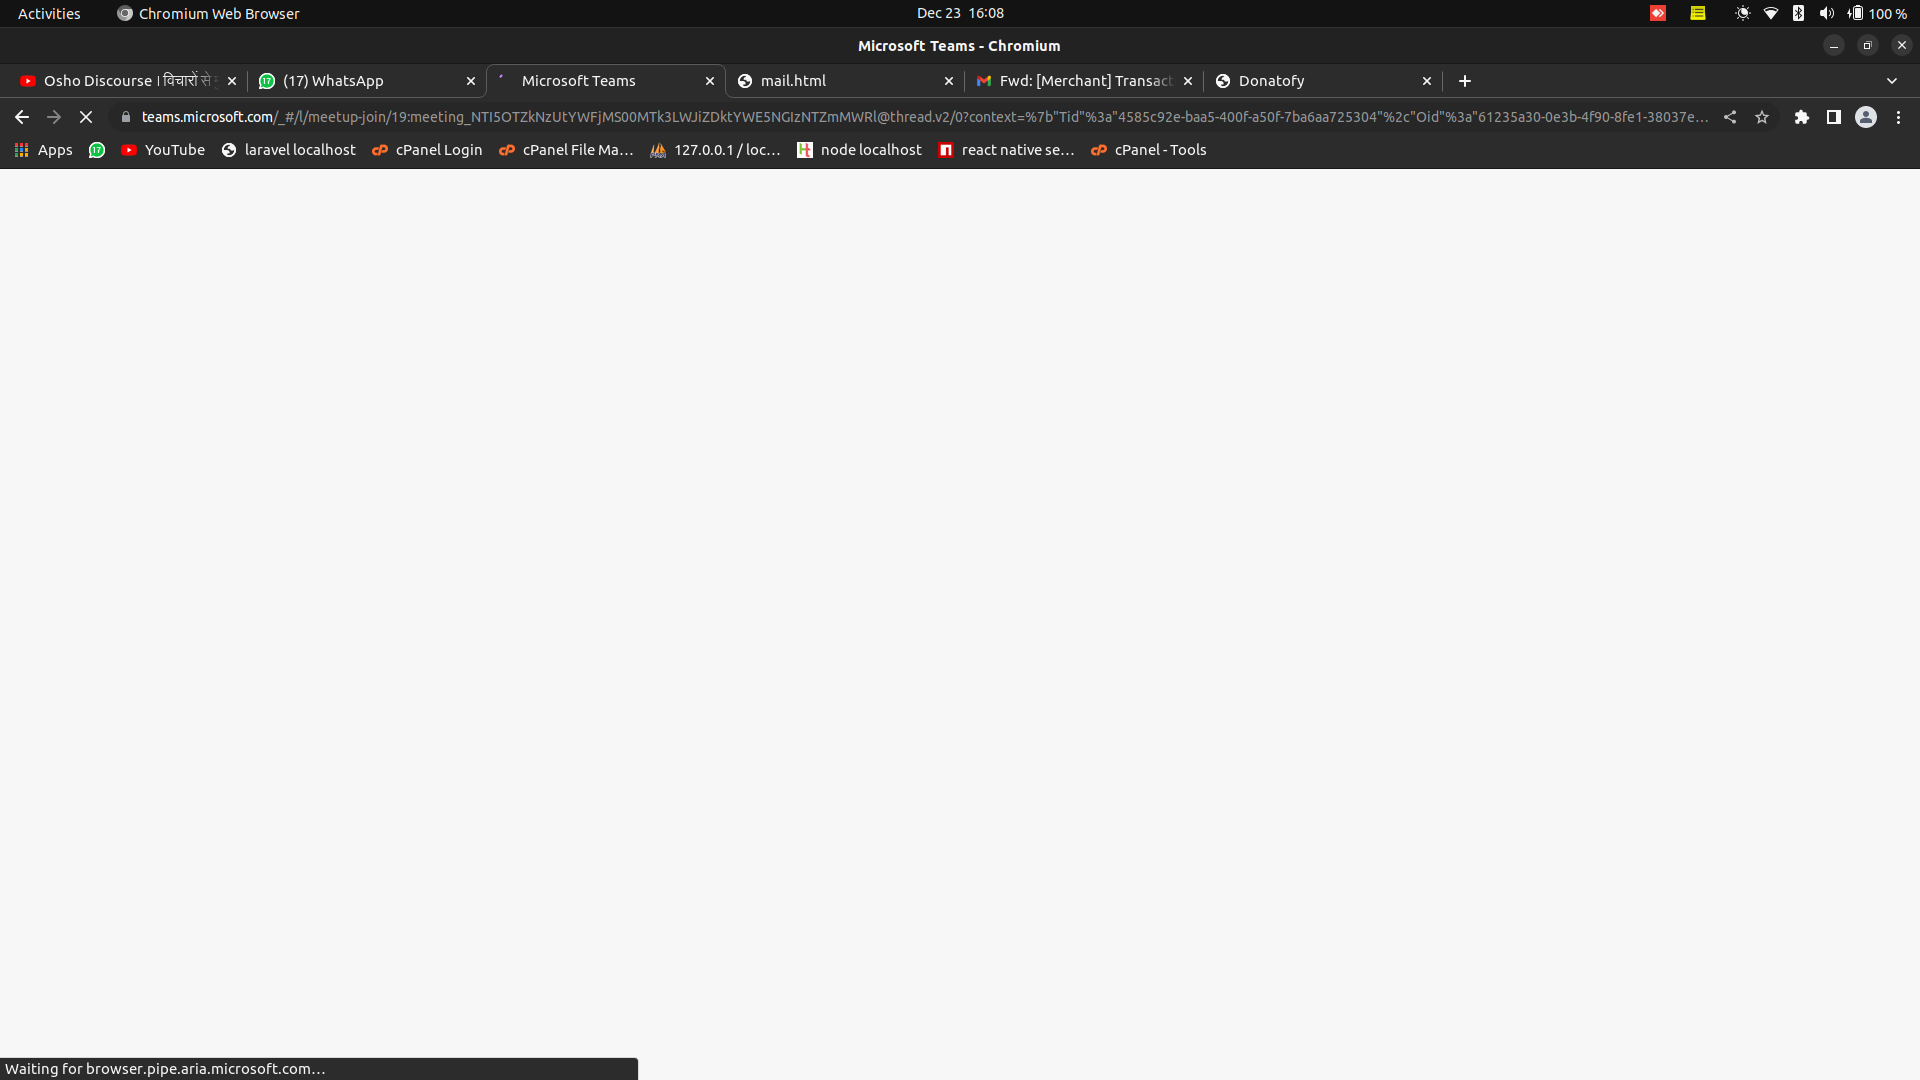 Activities Chromium Web Browser Dec 23 16:08 100 %
Microsoft Teams - Chromium
Osho Discourse । विचारों से (17) WhatsApp Microsoft Teams mail.html Fwd: [Merchant] Transact Donatofy
teams.microsoft.com/_#/l/meetup-join/19:meeting_NTI5OTZkNzUtYWFjMS00MTk3LWJiZDktYWE5NGIzNTZmMWRl@thread.v2/0?context=%7b"Tid"%3a"4585c92e-baa5-400f-a50f-7ba6aa725304"%2c"Oid"%3a"61235a30-0e3b-4f90-8fe1-38037e...
Apps 17 YouTube laravel localhost cPanel Login cPanel File Ma... 127.0.0.1 / loc... node localhost react native se... cPanel - Tools
Waiting for browser.pipe.aria.microsoft.com...